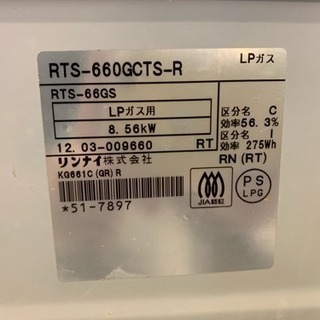 RTS-660GCTS-R LPガス
RTS-66GS
LPガス用
8.56kW
区分名 C
効率56.3%
区分名 I
効率 275Wh
12.03-009660 RT
リンナイ株式会社
RN (RT)
KG661C(GR)R
*51-7897
JIA認証
PS
LPG